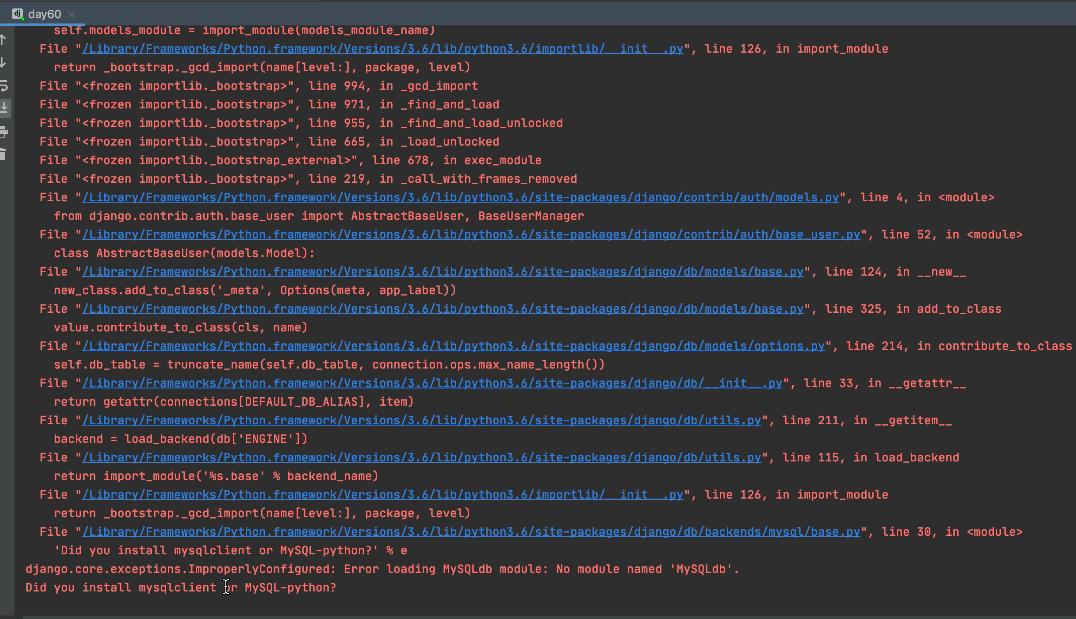 day60
self.models_module = import_module(models_module_name)
File "/Library/Frameworks/Python.framework/Versions/3.6/lib/python3.6/importlib/__init__.py", line 126, in import_module
return _bootstrap._gcd_import(name[level:], package, level)
File "<frozen importlib._bootstrap>", line 994, in _gcd_import
File "<frozen importlib._bootstrap>", line 971, in _find_and_load
File "<frozen importlib._bootstrap>", line 955, in _find_and_load_unlocked
File "<frozen importlib._bootstrap>", line 665, in _load_unlocked
File "<frozen importlib._bootstrap_external>", line 678, in exec_module
File "<frozen importlib._bootstrap>", line 219, in _call_with_frames_removed
File "/Library/Frameworks/Python.framework/Versions/3.6/lib/python3.6/site-packages/django/contrib/auth/models.py", line 4, in <module>
from django.contrib.auth.base_user import AbstractBaseUser, BaseUserManager
File "/Library/Frameworks/Python.framework/Versions/3.6/lib/python3.6/site-packages/django/contrib/auth/base_user.py", line 52, in <module>
class AbstractBaseUser(models.Model):
File "/Library/Frameworks/Python.framework/Versions/3.6/lib/python3.6/site-packages/django/db/models/base.py", line 124, in __new__
new_class.add_to_class('_meta', Options(meta, app_label))
File "/Library/Frameworks/Python.framework/Versions/3.6/lib/python3.6/site-packages/django/db/models/base.py", line 325, in add_to_class
value.contribute_to_class(cls, name)
File "/Library/Frameworks/Python.framework/Versions/3.6/lib/python3.6/site-packages/django/db/models/options.py", line 214, in contribute_to_class
self.db_table = truncate_name(self.db_table, connection.ops.max_name_length())
File "/Library/Frameworks/Python.framework/Versions/3.6/lib/python3.6/site-packages/django/db/__init__.py", line 33, in __getattr__
return getattr(connections[DEFAULT_DB_ALIAS], item)
File "/Library/Frameworks/Python.framework/Versions/3.6/lib/python3.6/site-packages/django/db/utils.py", line 211, in __getitem__
backend = load_backend(db['ENGINE'])
File "/Library/Frameworks/Python.framework/Versions/3.6/lib/python3.6/site-packages/django/db/utils.py", line 115, in load_backend
return import_module('%s.base' % backend_name)
File "/Library/Frameworks/Python.framework/Versions/3.6/lib/python3.6/importlib/__init__.py", line 126, in import_module
return _bootstrap._gcd_import(name[level:], package, level)
File "/Library/Frameworks/Python.framework/Versions/3.6/lib/python3.6/site-packages/django/db/backends/mysql/base.py", line 30, in <module>
'Did you install mysqlclient or MySQL-python?' % e
django.core.exceptions.ImproperlyConfigured: Error loading MySQLdb module: No module named 'MySQLdb'.
Did you install mysqlclient or MySQL-python?